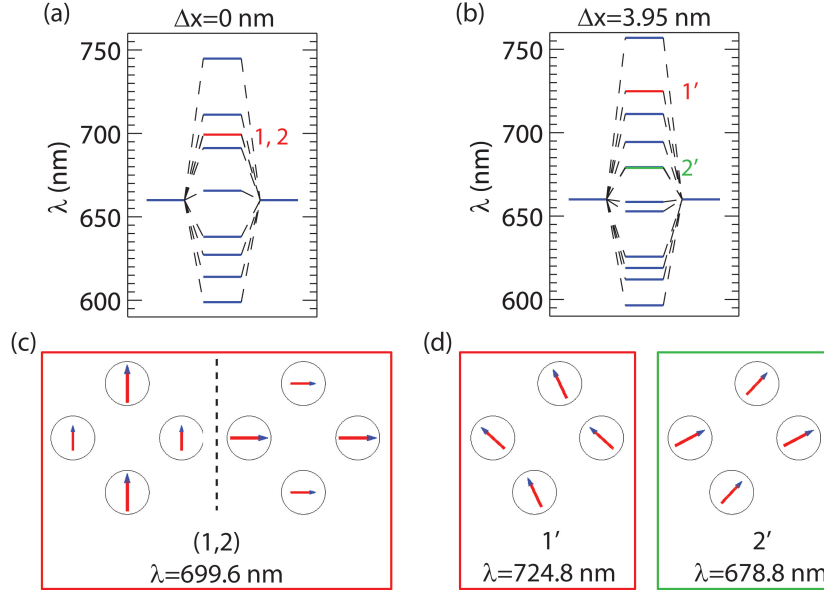 (a)
Δx=0 nm
750
700
650
600
λ (nm)
1, 2
(b)
Δx=3.95 nm
750
700
650
600
λ (nm)
1’
2’
(c)
(1,2)
λ=699.6 nm
(d)
1’
λ=724.8 nm
2’
λ=678.8 nm